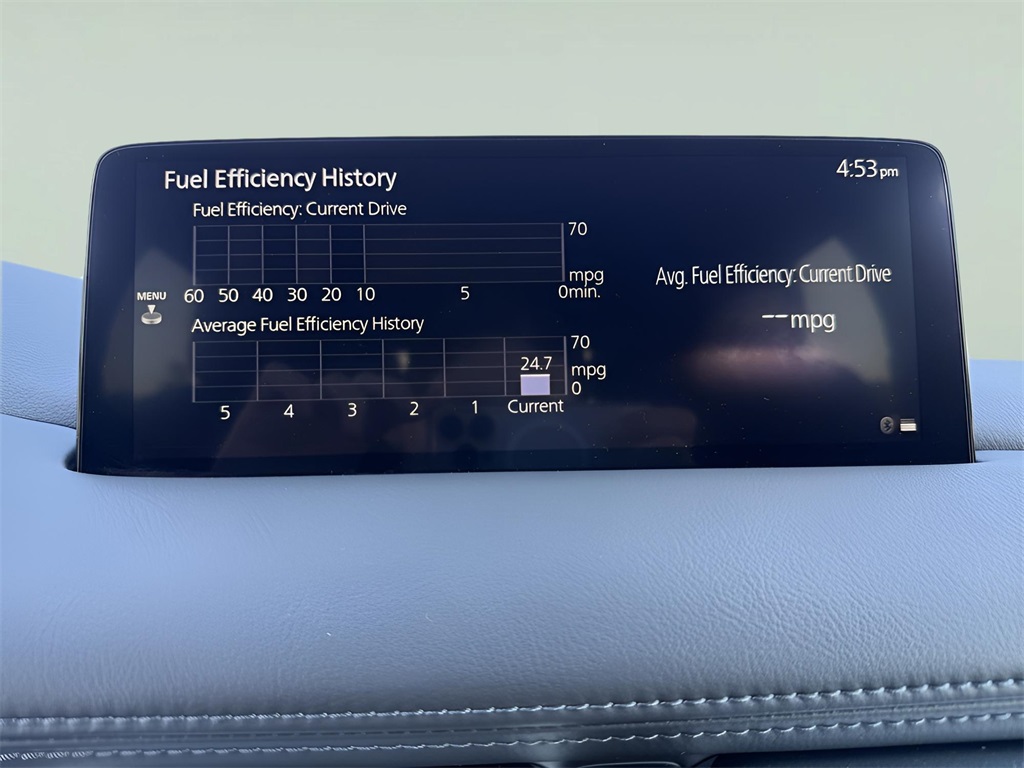 Fuel Efficiency History
4:53 pm
Fuel Efficiency: Current Drive
70
mpg
MENU
60 50 40 30 20 10 5 0min.
Avg. Fuel Efficiency: Current Drive
--mpg
Average Fuel Efficiency History
70
24.7
mpg
0
5 4 3 2 1 Current